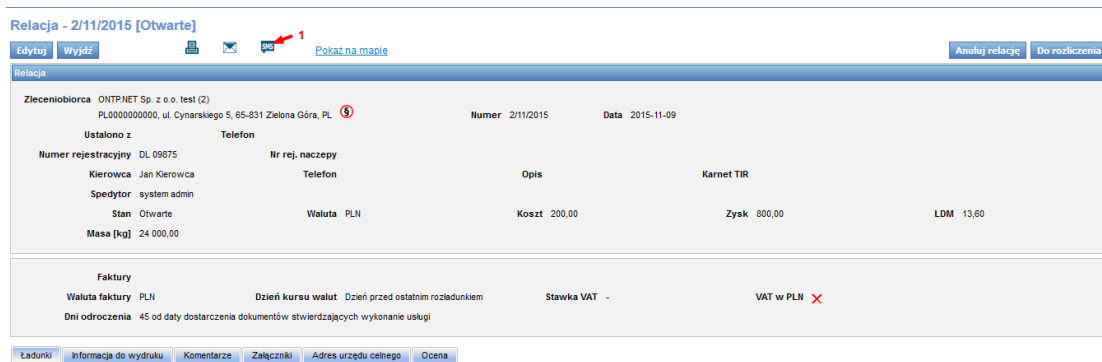 Relacja - 2/11/2015 [Otwarte]
Edytuj Wyjdź SMS 1 Pokaż na mapie Anuluj relację Do rozliczenia
Relacja
Zleceniobiorca ONTP.NET Sp. z o.o. test (2)
PL0000000000, ul. Cynarskiego 5, 65-831 Zielona Góra, PL § Numer 2/11/2015 Data 2015-11-09
Ustalono z Telefon
Numer rejestracyjny DL 09875 Nr rej. naczepy
Kierowca Jan Kierowca Telefon Opis Karnet TIR
Spedytor system admin
Stan Otwarte Waluta PLN Koszt 200,00 Zysk 800,00 LDM 13,60
Masa [kg] 24 000,00
Faktury
Waluta faktury PLN Dzień kursu walut Dzień przed ostatnim rozładunkiem Stawka VAT - VAT w PLN
Dni odroczenia 45 od daty dostarczenia dokumentów stwierdzających wykonanie usługi
Ładunki Informacja do wydruku Komentarze Załączniki Adres urzędu celnego Ocena